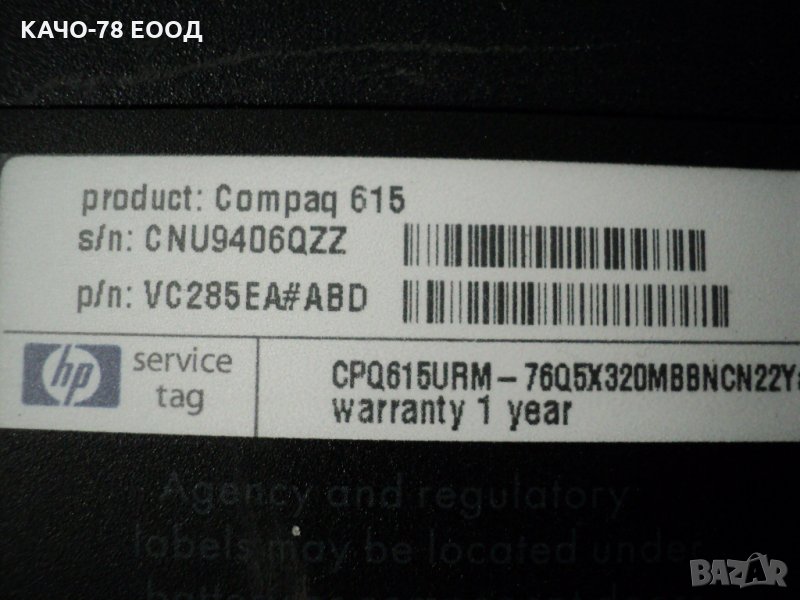 КАЧО-78 ЕООД
product: Compaq 615
s/n: CNU9406QZZ
p/n: VC285EA#ABD
hp service tag
CPQ615URM-76Q5X320MBBNCN22Y
warranty 1 year
Agency and regulatory
labels may be located under
BAZAR